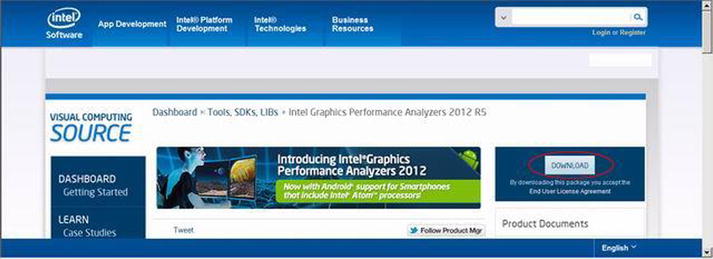 intel
Software
App Development
Intel® Platform
Development
Intel®
Technologies
Business
Resources
Login or Register
VISUAL COMPUTING
SOURCE
Dashboard » Tools, SDKs, LIBs » Intel Graphics Performance Analyzers 2012 R5
DASHBOARD
Getting Started
LEARN
Case Studies
Introducing Intel®Graphics
Performance Analyzers 2012
Now with Android® support for Smartphones
that include Intel® Atom™ processors!
Tweet
Follow Product Mgr
DOWNLOAD
By downloading this package you accept the
End User License Agreement
Product Documents
English